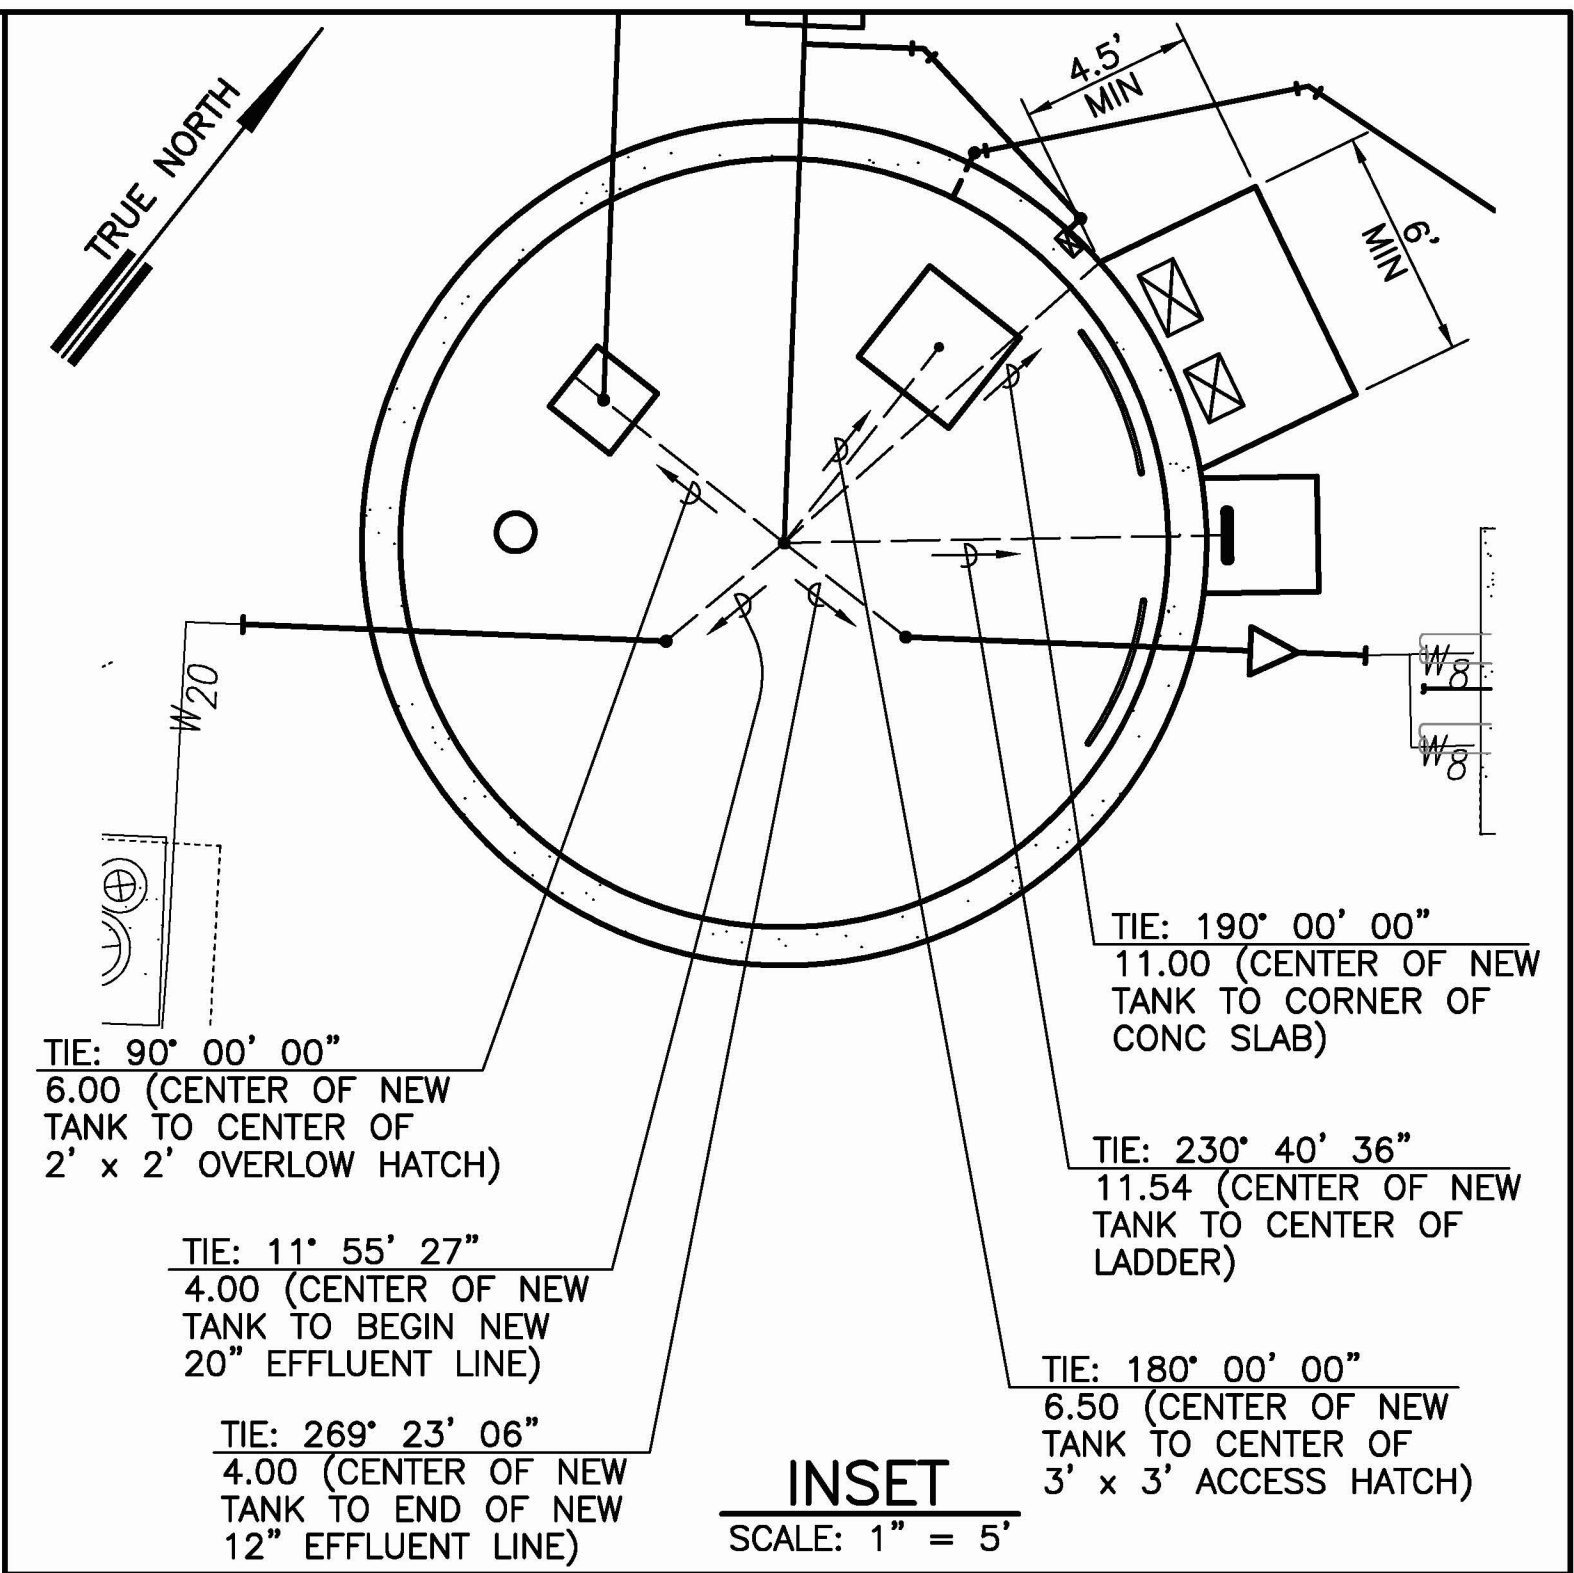 TRUE NORTH
4.5'
MIN
6'
MIN
W20
W8
W8
TIE: 190° 00' 00"
11.00 (CENTER OF NEW
TANK TO CORNER OF
CONC SLAB)
TIE: 90° 00' 00"
6.00 (CENTER OF NEW
TANK TO CENTER OF
2' x 2' OVERLOW HATCH)
TIE: 230° 40' 36"
11.54 (CENTER OF NEW
TANK TO CENTER OF
LADDER)
TIE: 11° 55' 27"
4.00 (CENTER OF NEW
TANK TO BEGIN NEW
20" EFFLUENT LINE)
TIE: 180° 00' 00"
6.50 (CENTER OF NEW
TANK TO CENTER OF
3' x 3' ACCESS HATCH)
TIE: 269° 23' 06"
4.00 (CENTER OF NEW
TANK TO END OF NEW
12" EFFLUENT LINE)
INSET
SCALE: 1" = 5'